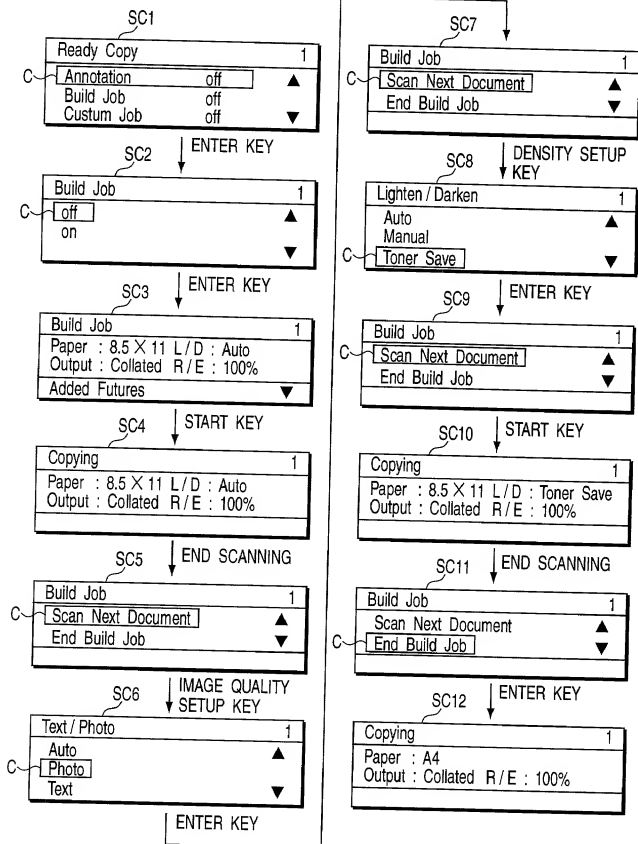 SC1
Ready Copy 1
C Annotation off ▲
Build Job off
Custum Job off ▼
ENTER KEY
SC2
Build Job 1
C off ▲
on
▼
ENTER KEY
SC3
Build Job 1
Paper : 8.5 X 11 L/D : Auto
Output : Collated R/E : 100%
Added Futures ▼
START KEY
SC4
Copying 1
Paper : 8.5 X 11 L/D : Auto
Output : Collated R/E : 100%
END SCANNING
SC5
Build Job 1
C Scan Next Document ▲
End Build Job ▼
IMAGE QUALITY
SETUP KEY
SC6
Text/Photo 1
Auto ▲
C Photo
Text ▼
ENTER KEY
SC7
Build Job 1
C Scan Next Document ▲
End Build Job ▼
DENSITY SETUP
KEY
SC8
Lighten/Darken 1
Auto ▲
Manual
C Toner Save ▼
ENTER KEY
SC9
Build Job 1
C Scan Next Document ▲
End Build Job ▼
START KEY
SC10
Copying 1
Paper : 8.5 X 11 L/D : Toner Save
Output : Collated R/E : 100%
END SCANNING
SC11
Build Job 1
Scan Next Document ▲
C End Build Job ▼
ENTER KEY
SC12
Copying 1
Paper : A4
Output : Collated R/E : 100%